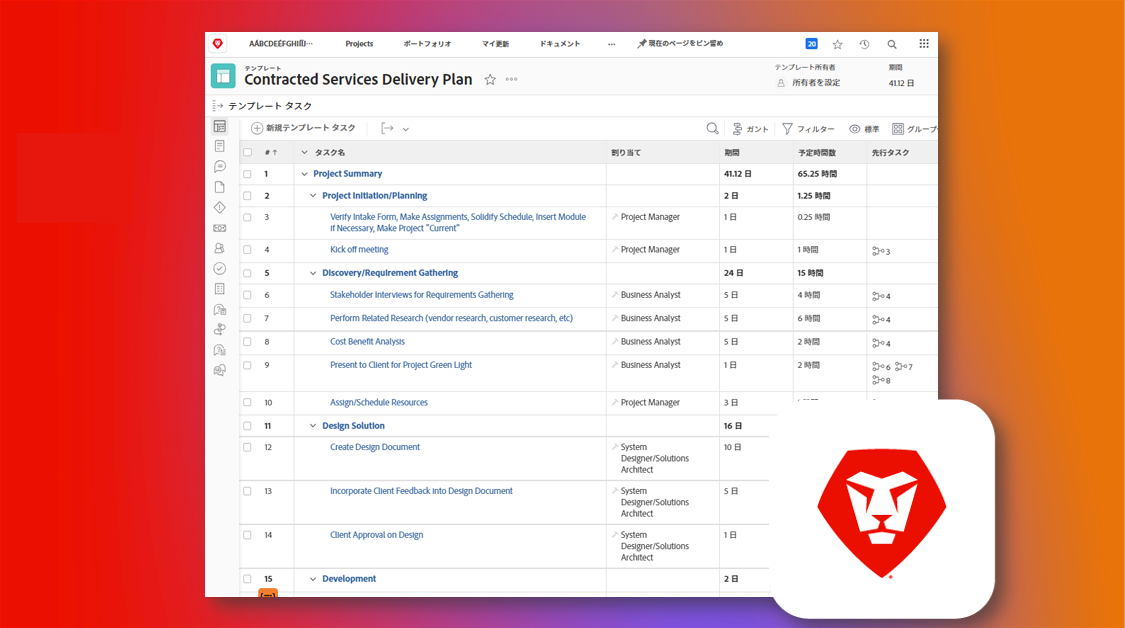 AÁBCDEÉFGHIÍIJ...
Projects
ポートフォリオ
マイ更新
ドキュメント
現在のページをピン留め
20
テンプレート
Contracted Services Delivery Plan
テンプレート所有者
所有者を設定
期間
41.12 日
テンプレート タスク
新規テンプレート タスク
ガント
フィルター
標準
グループ
# ↑ タスク名 割り当て 期間 予定時間数 先行タスク
1 Project Summary 41.12 日 65.25 時間
2 Project Initiation/Planning 2 日 1.25 時間
3 Verify Intake Form, Make Assignments, Solidify Schedule, Insert Module Project Manager 1 日 0.25 時間
if Necessary, Make Project "Current"
4 Kick off meeting Project Manager 1 日 1 時間 3
5 Discovery/Requirement Gathering 24 日 15 時間
6 Stakeholder Interviews for Requirements Gathering Business Analyst 5 日 4 時間 4
7 Perform Related Research (vendor research, customer research, etc) Business Analyst 5 日 6 時間 4
8 Cost Benefit Analysis Business Analyst 5 日 2 時間 4
9 Present to Client for Project Green Light Business Analyst 1 日 2 時間 6 7
8
10 Assign/Schedule Resources Project Manager 3 日
11 Design Solution 16 日
12 Create Design Document System 10 日
Designer/Solutions
Architect
13 Incorporate Client Feedback into Design Document System 5 日
Designer/Solutions
Architect
14 Client Approval on Design System 1 日
Designer/Solutions
Architect
15 Development 2 日